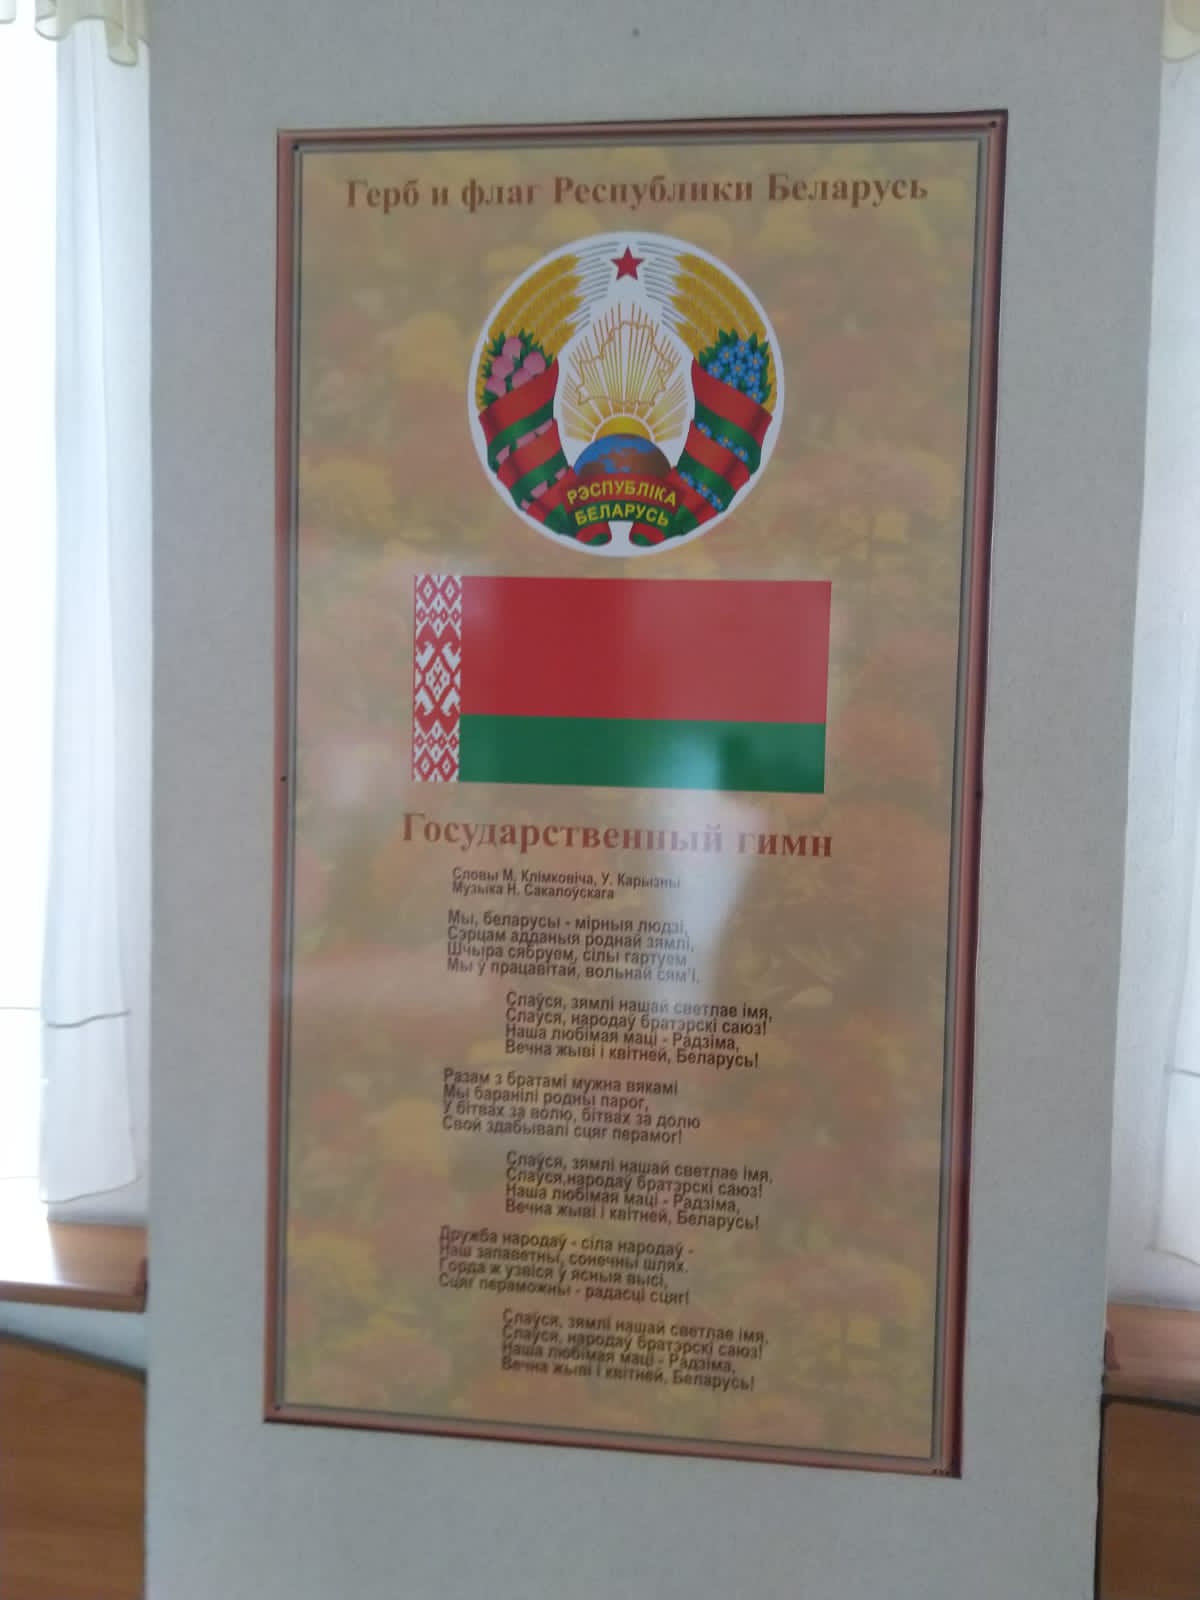 Герб и флаг Республики Беларусь
РЭСПУБЛІКА
БЕЛАРУСЬ
Государственный гимн
Словы М. Клімковіча, У. Карызны
Музыка Н. Сакалоўскага
Мы, беларусы - мірныя людзі,
Сэрцам адданыя роднай зямлі,
Шчыра сябруем, сілы гартуем
Мы ў працавітай, вольнай сям'і.
Слаўся, зямлі нашай светлае імя,
Слаўся, народаў братэрскі саюз!
Наша любімая маці - Радзіма,
Вечна жыві і квітней, Беларусь!
Разам з братамі мужна вякамі
Мы баранілі родны парог,
У бітвах за волю, бітвах за долю
Свой здабывалі сцяг перамог!
Слаўся, зямлі нашай светлае імя,
Слаўся,народаў братэрскі саюз!
Наша любімая маці - Радзіма,
Вечна жыві і квітней, Беларусь!
Дружба народаў - сіла народаў -
Наш запаветны, сонечны шлях.
Горда ж узвіся ў ясныя высі,
Сцяг пераможны - радасці сцяг!
Слаўся, зямлі нашай светлае імя,
Слаўся, народаў братэрскі саюз!
Наша любімая маці - Радзіма,
Вечна жыві і квітней, Беларусь!